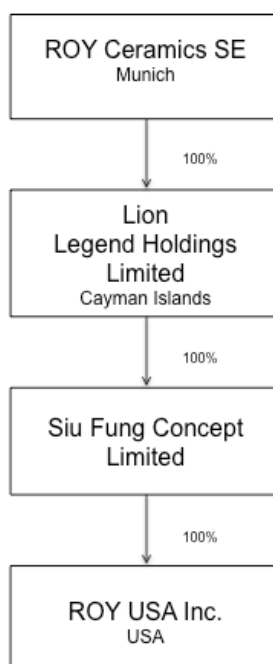 ROY Ceramics SE
Munich
100%
Lion
Legend Holdings
Limited
Cayman Islands
100%
Siu Fung Concept
Limited
100%
ROY USA Inc.
USA